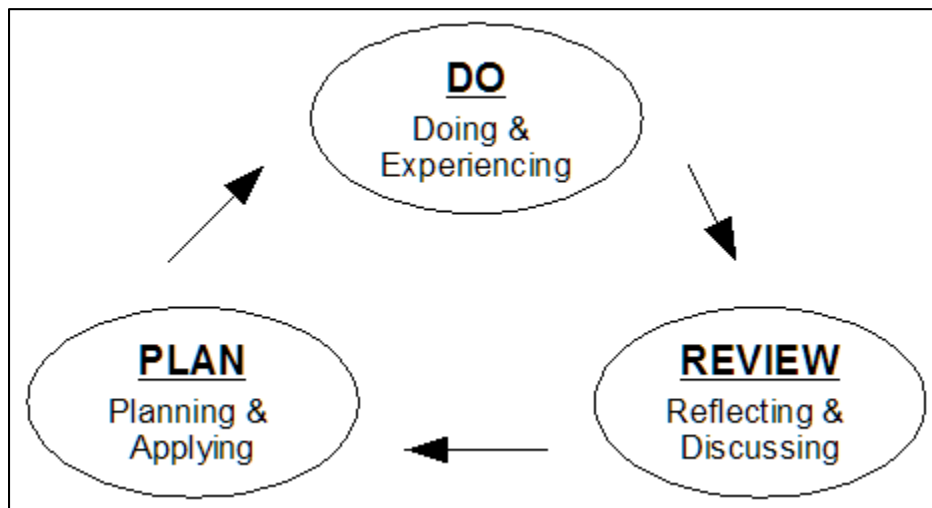 DO
Doing &
Experiencing
PLAN
Planning &
Applying
REVIEW
Reflecting &
Discussing